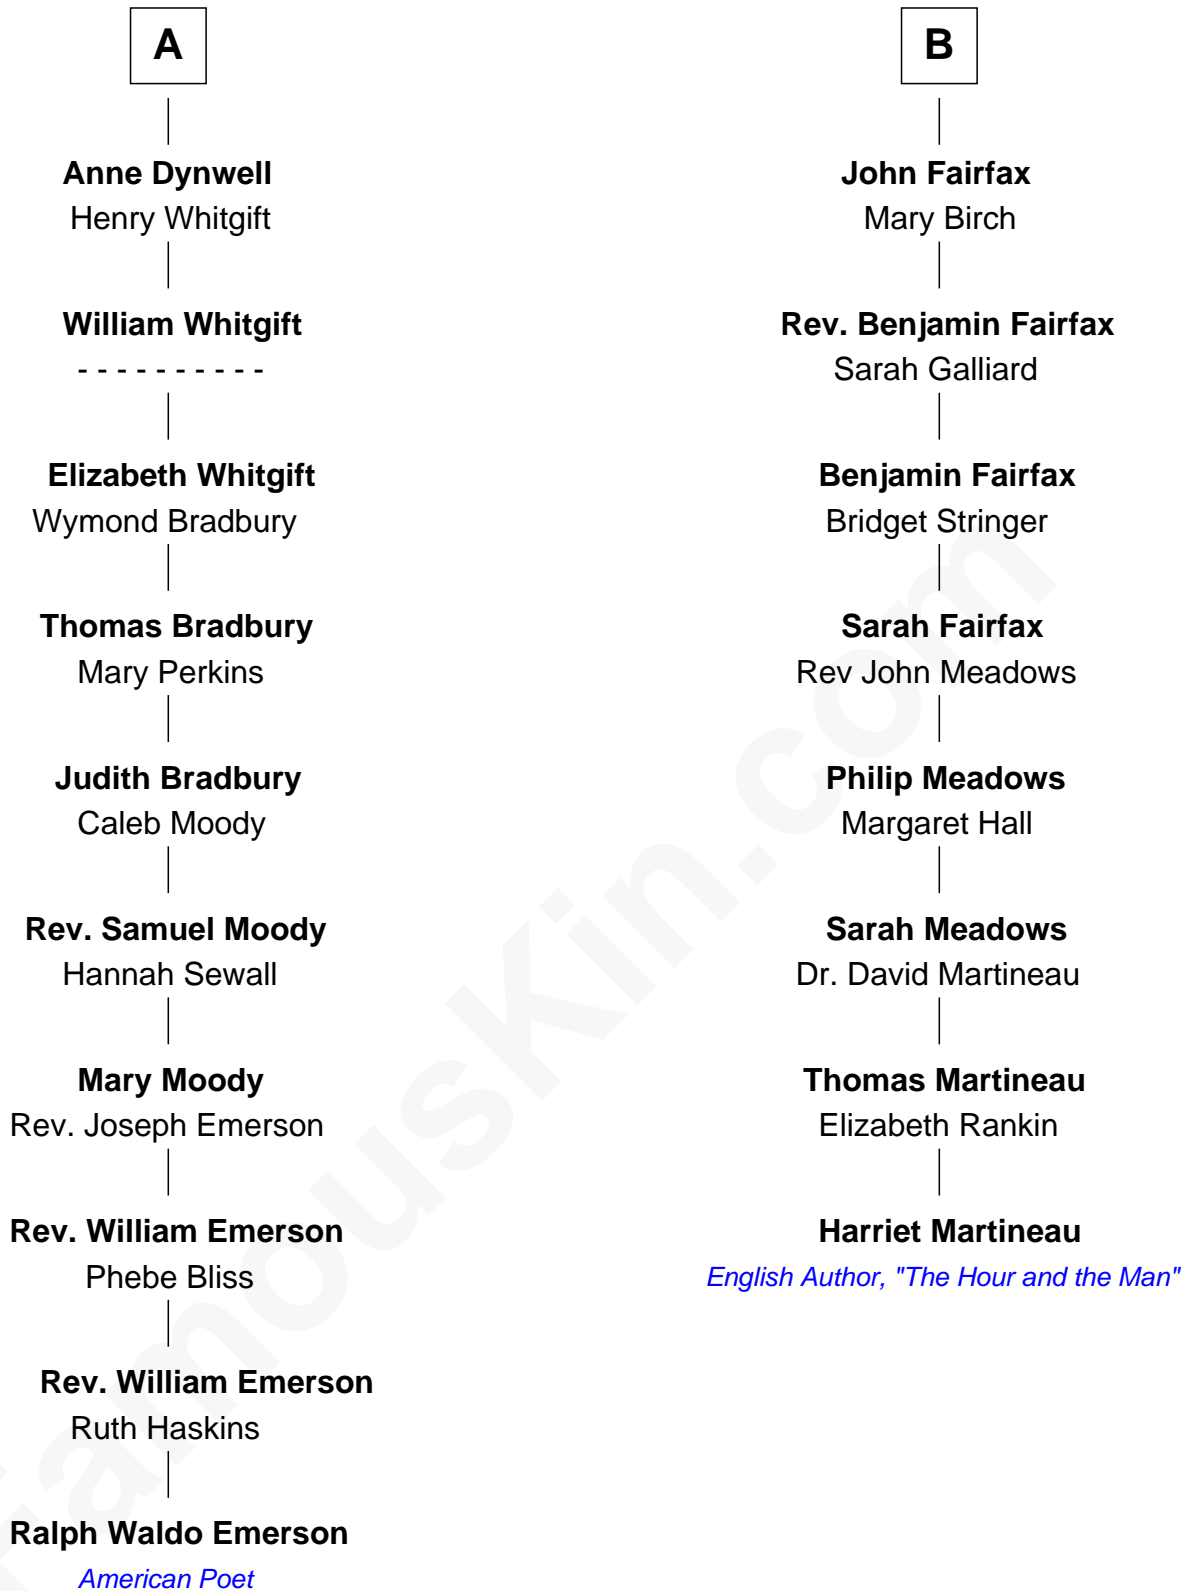 A
Anne Dynwell
Henry Whitgift
William Whitgift
- - - - - - - - - -
Elizabeth Whitgift
Wymond Bradbury
Thomas Bradbury
Mary Perkins
Judith Bradbury
Caleb Moody
Rev. Samuel Moody
Hannah Sewall
Mary Moody
Rev. Joseph Emerson
Rev. William Emerson
Phebe Bliss
Rev. William Emerson
Ruth Haskins
Ralph Waldo Emerson
American Poet
B
John Fairfax
Mary Birch
Rev. Benjamin Fairfax
Sarah Galliard
Benjamin Fairfax
Bridget Stringer
Sarah Fairfax
Rev John Meadows
Philip Meadows
Margaret Hall
Sarah Meadows
Dr. David Martineau
Thomas Martineau
Elizabeth Rankin
Harriet Martineau
English Author, "The Hour and the Man"
FamousKin.com